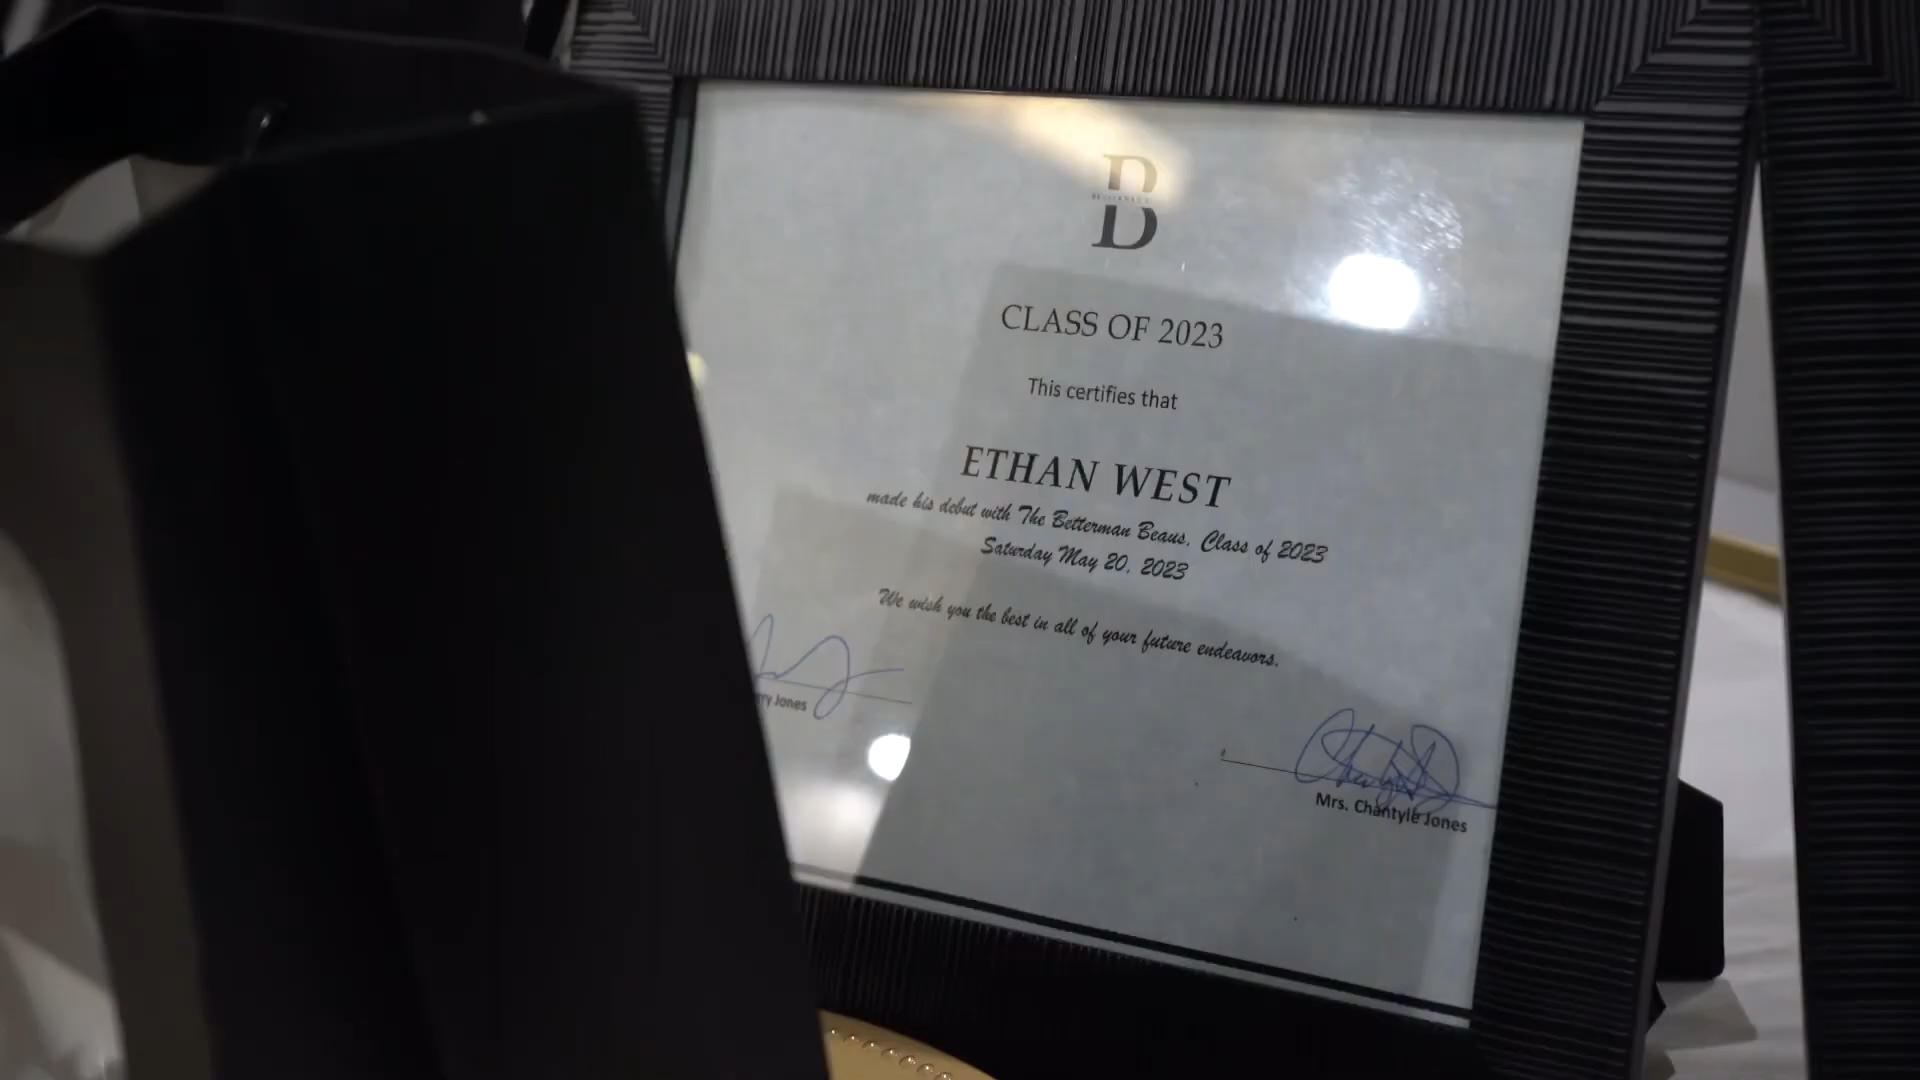 B
CLASS OF 2023
This certifies that
ETHAN WEST
made his debut with The Betterman Beaus, Class of 2023
Saturday May 20, 2023
We wish you the best in all of your future endeavors.
Jones
Mrs. Chantyle Jones